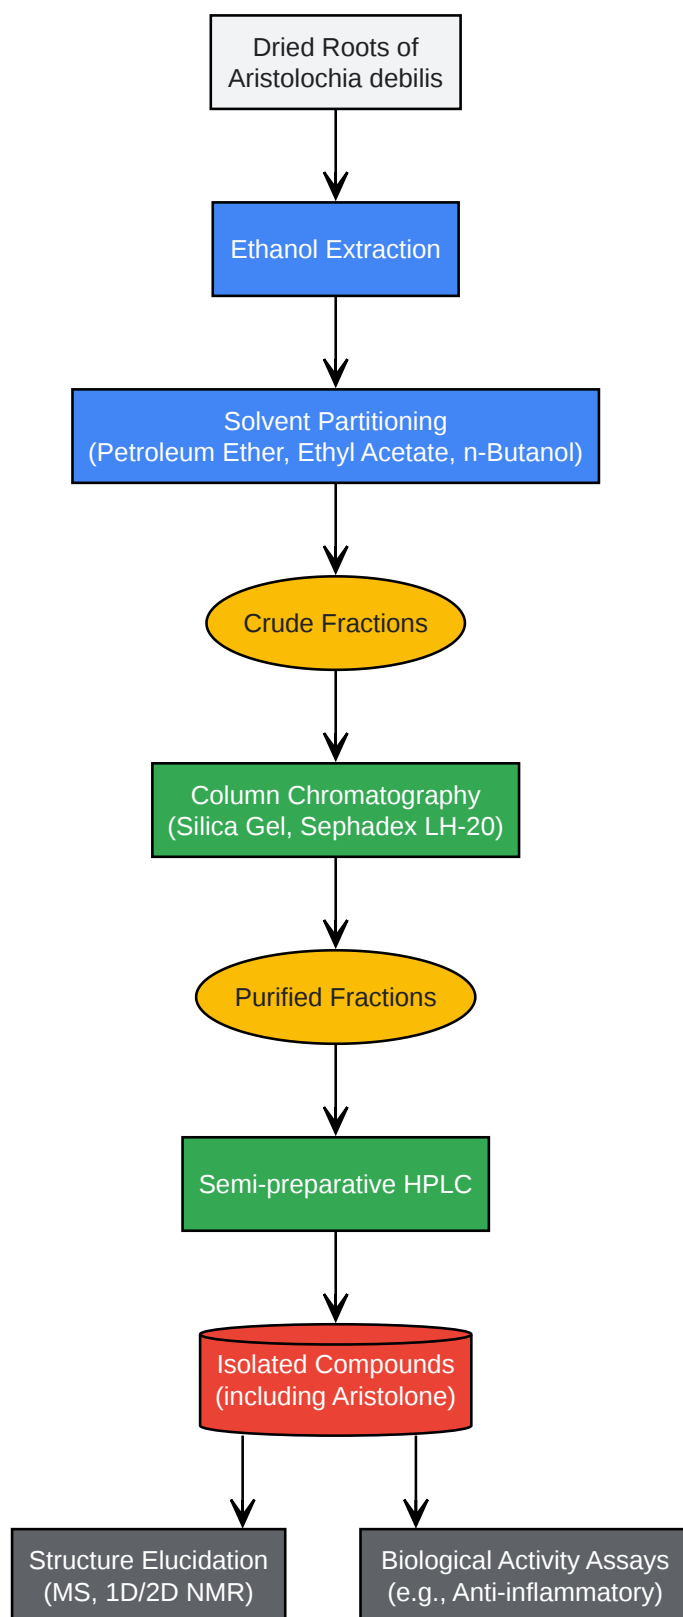 Dried Roots of
Aristolochia debilis
Ethanol Extraction
Solvent Partitioning
(Petroleum Ether, Ethyl Acetate, n-Butanol)
Crude Fractions
Column Chromatography
(Silica Gel, Sephadex LH-20)
Purified Fractions
Semi-preparative HPLC
Isolated Compounds
(including Aristolone)
Structure Elucidation
(MS, 1D/2D NMR)
Biological Activity Assays
(e.g., Anti-inflammatory)